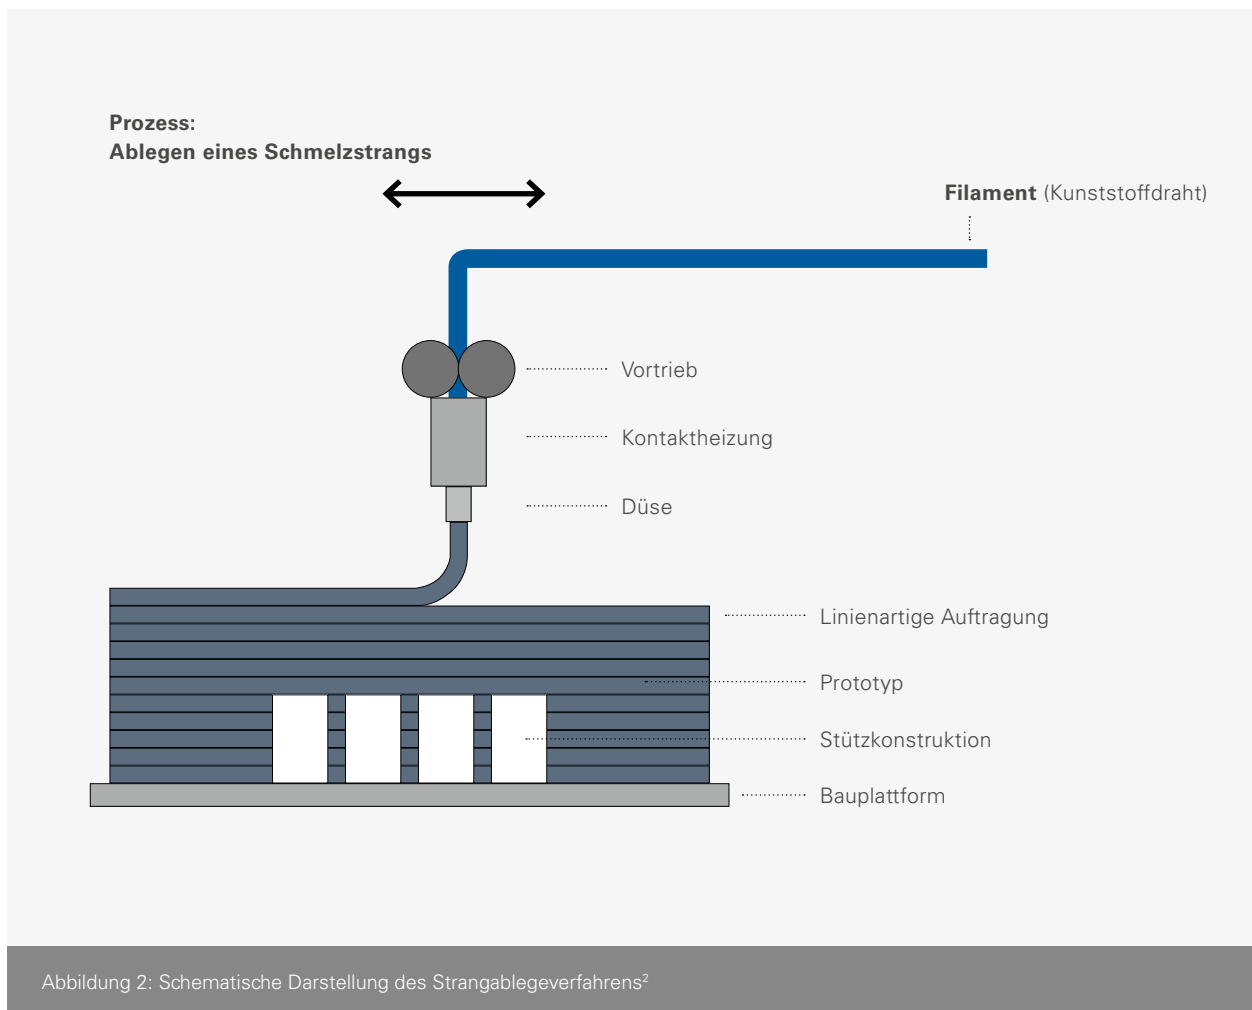 Prozess:
Ablegen eines Schmelzstrangs
Filament (Kunststoffdraht)
Vortrieb
Kontaktheizung
Düse
Linienartige Auftragung
Prototyp
Stützkonstruktion
Bauplattform
Abbildung 2: Schematische Darstellung des Strangablegeverfahrens²